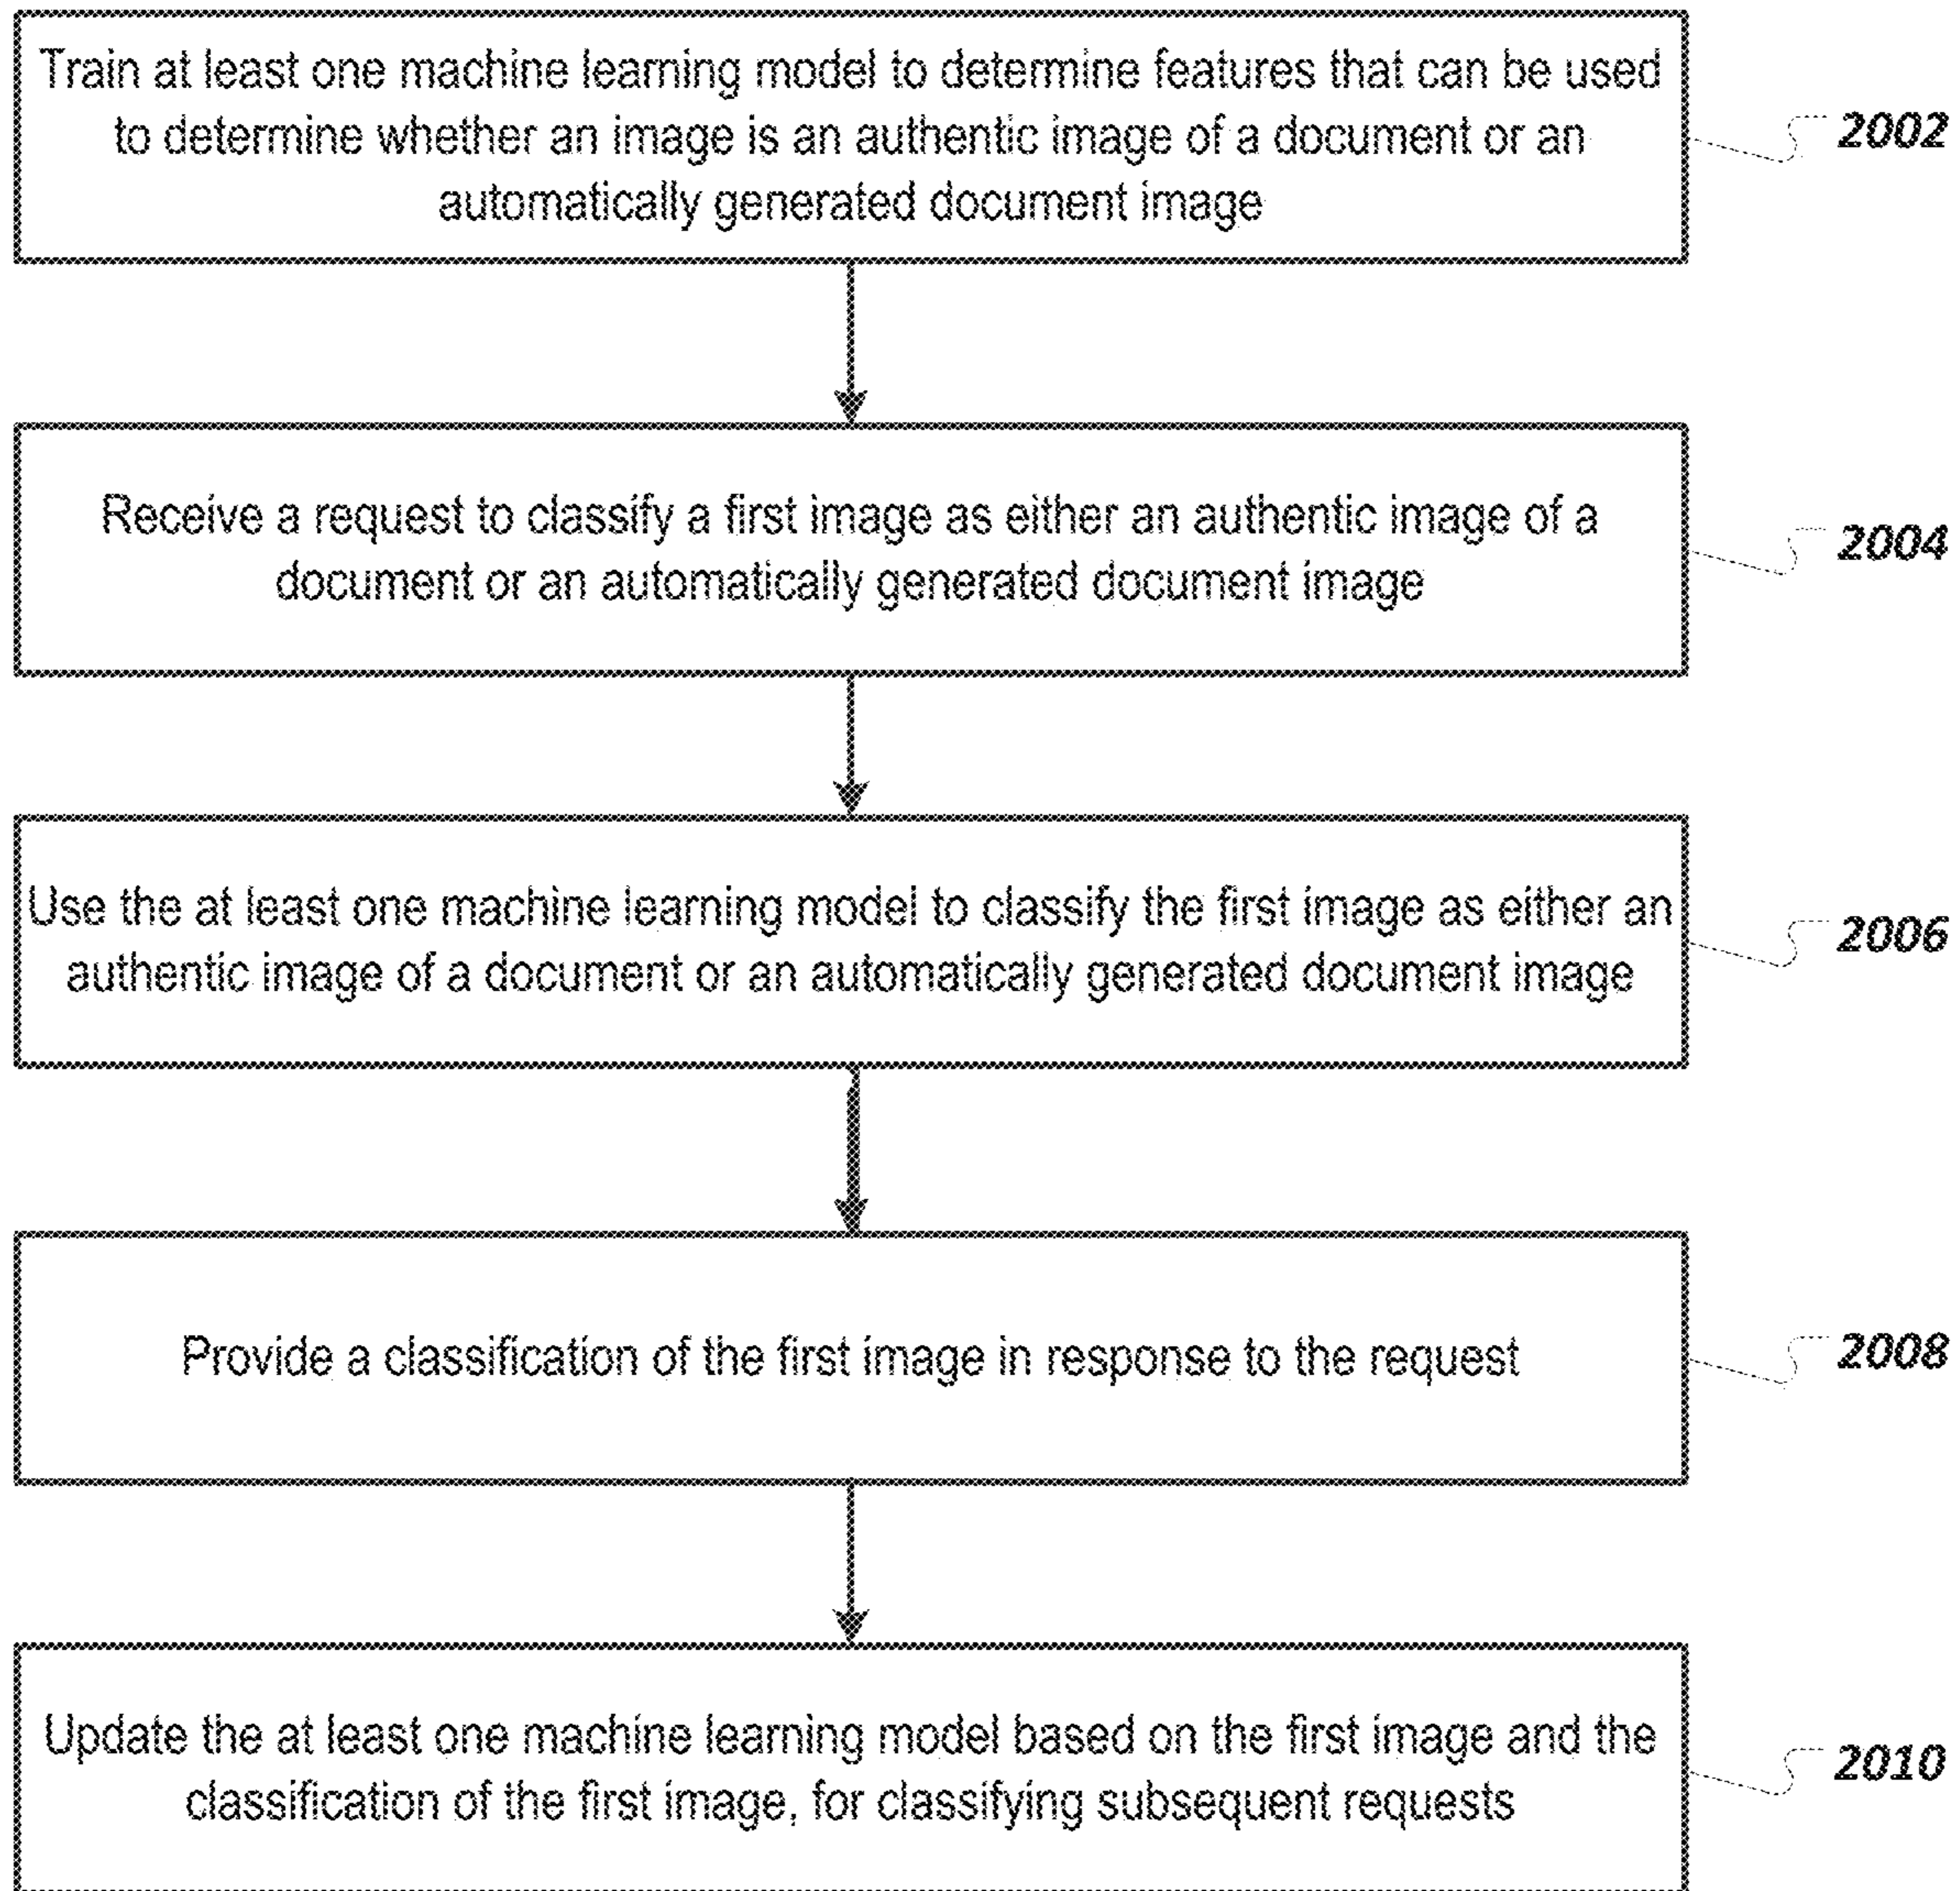 Train at least one machine learning model to determine features that can be used
to determine whether an image is an authentic image of a document or an
automatically generated document image
2002
Receive a request to classify a first image as either an authentic image of a
document or an automatically generated document image
2004
Use the at least one machine learning model to classify the first image as either an
authentic image of a document or an automatically generated document image
2006
Provide a classification of the first image in response to the request
2008
Update the at least one machine learning model based on the first image and the
classification of the first image, for classifying subsequent requests
2010